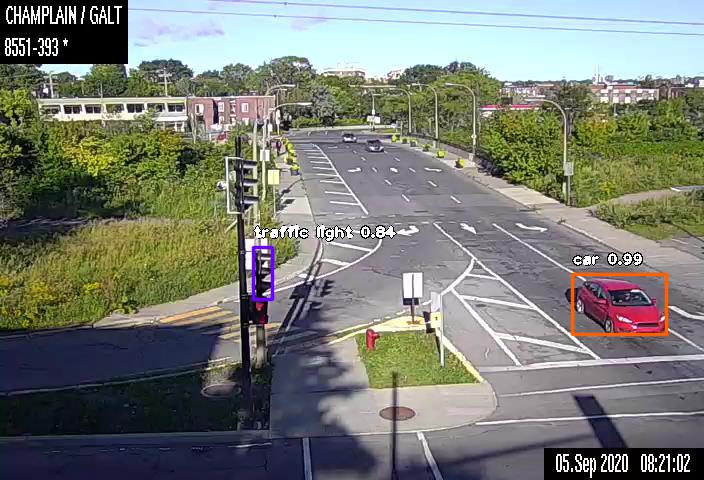 CHAMPLAIN / GALT
8551-393 *
traffic light 0.84
car 0.99
05.Sep 2020 08:21:02